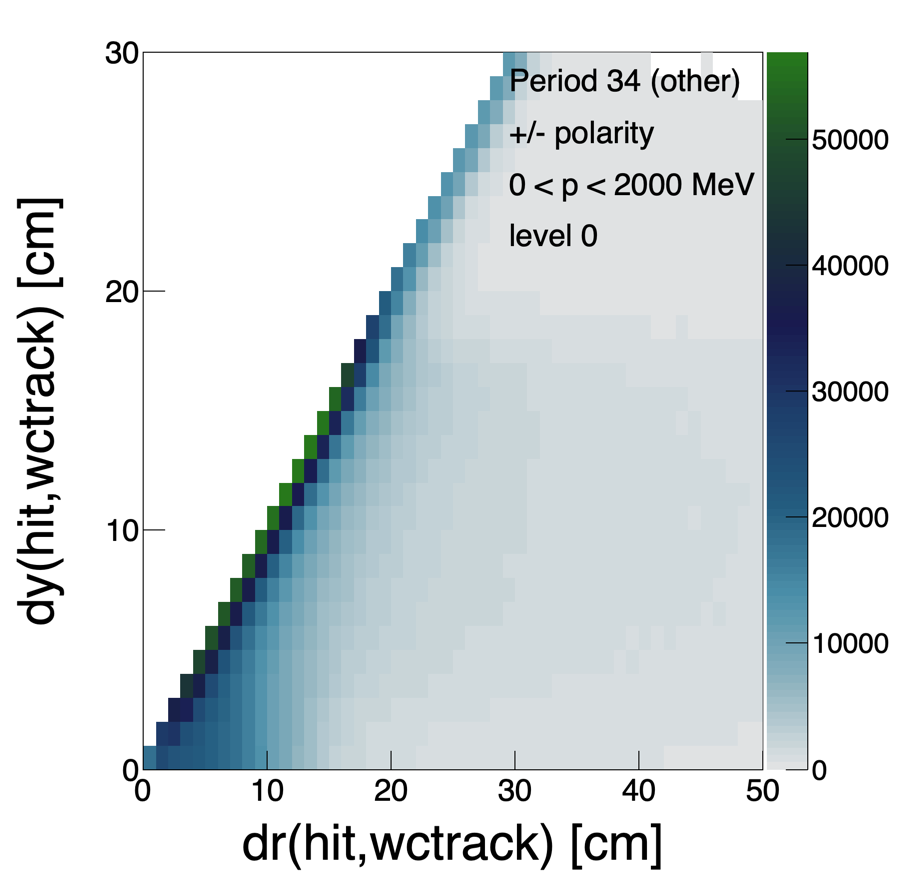 30
Period 34 (other)
50000
+/- polarity
0 < p < 2000 MeV
level 0
40000
20
30000
dy(hit,wctrack) [cm]
10
20000
10000
0
0
0 10 20 30 40 50
dr(hit,wctrack) [cm]